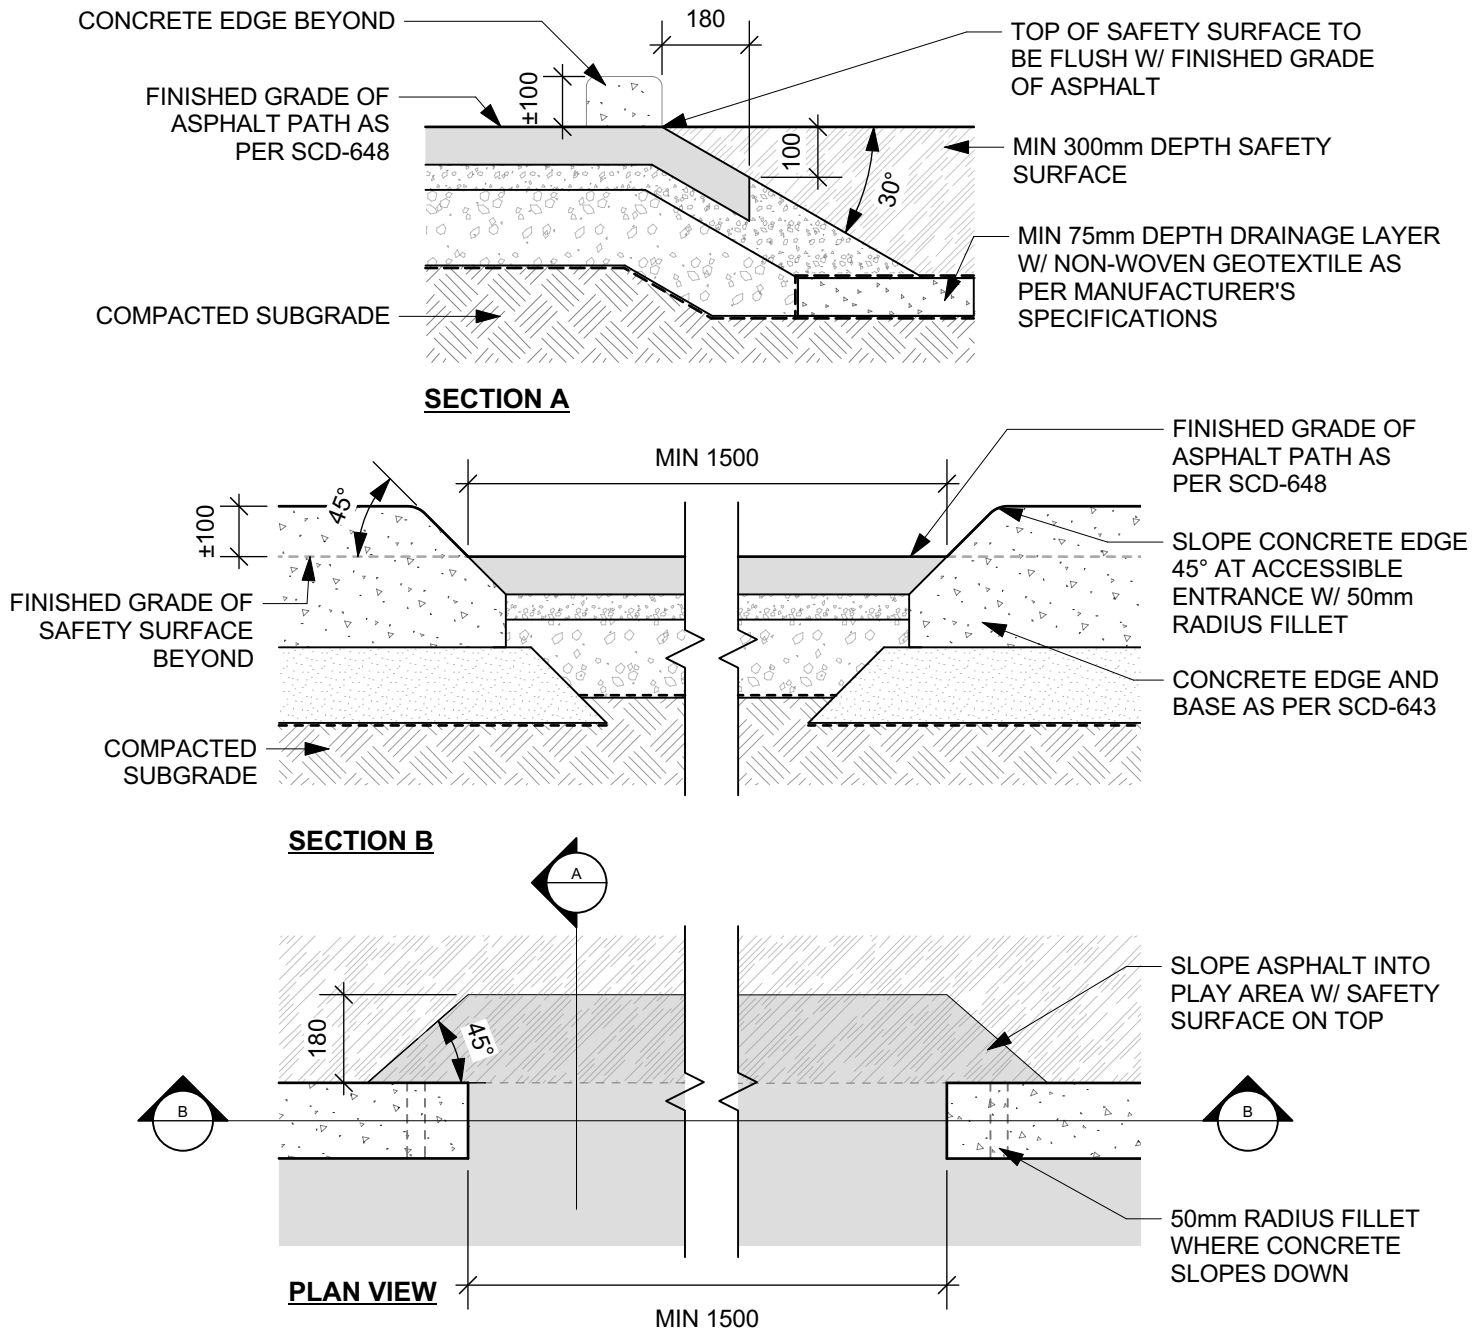 CONCRETE EDGE BEYOND
180
TOP OF SAFETY SURFACE TO
BE FLUSH W/ FINISHED GRADE
OF ASPHALT
±100
FINISHED GRADE OF
ASPHALT PATH AS
PER SCD-648
100
30°
MIN 300mm DEPTH SAFETY
SURFACE
MIN 75mm DEPTH DRAINAGE LAYER
W/ NON-WOVEN GEOTEXTILE AS
PER MANUFACTURER'S
SPECIFICATIONS
COMPACTED SUBGRADE
SECTION A
MIN 1500
FINISHED GRADE OF
ASPHALT PATH AS
PER SCD-648
45°
±100
SLOPE CONCRETE EDGE
45° AT ACCESSIBLE
ENTRANCE W/ 50mm
RADIUS FILLET
FINISHED GRADE OF
SAFETY SURFACE
BEYOND
CONCRETE EDGE AND
BASE AS PER SCD-643
COMPACTED
SUBGRADE
SECTION B
A
SLOPE ASPHALT INTO
PLAY AREA W/ SAFETY
SURFACE ON TOP
180
45°
B
B
50mm RADIUS FILLET
WHERE CONCRETE
SLOPES DOWN
PLAN VIEW
MIN 1500